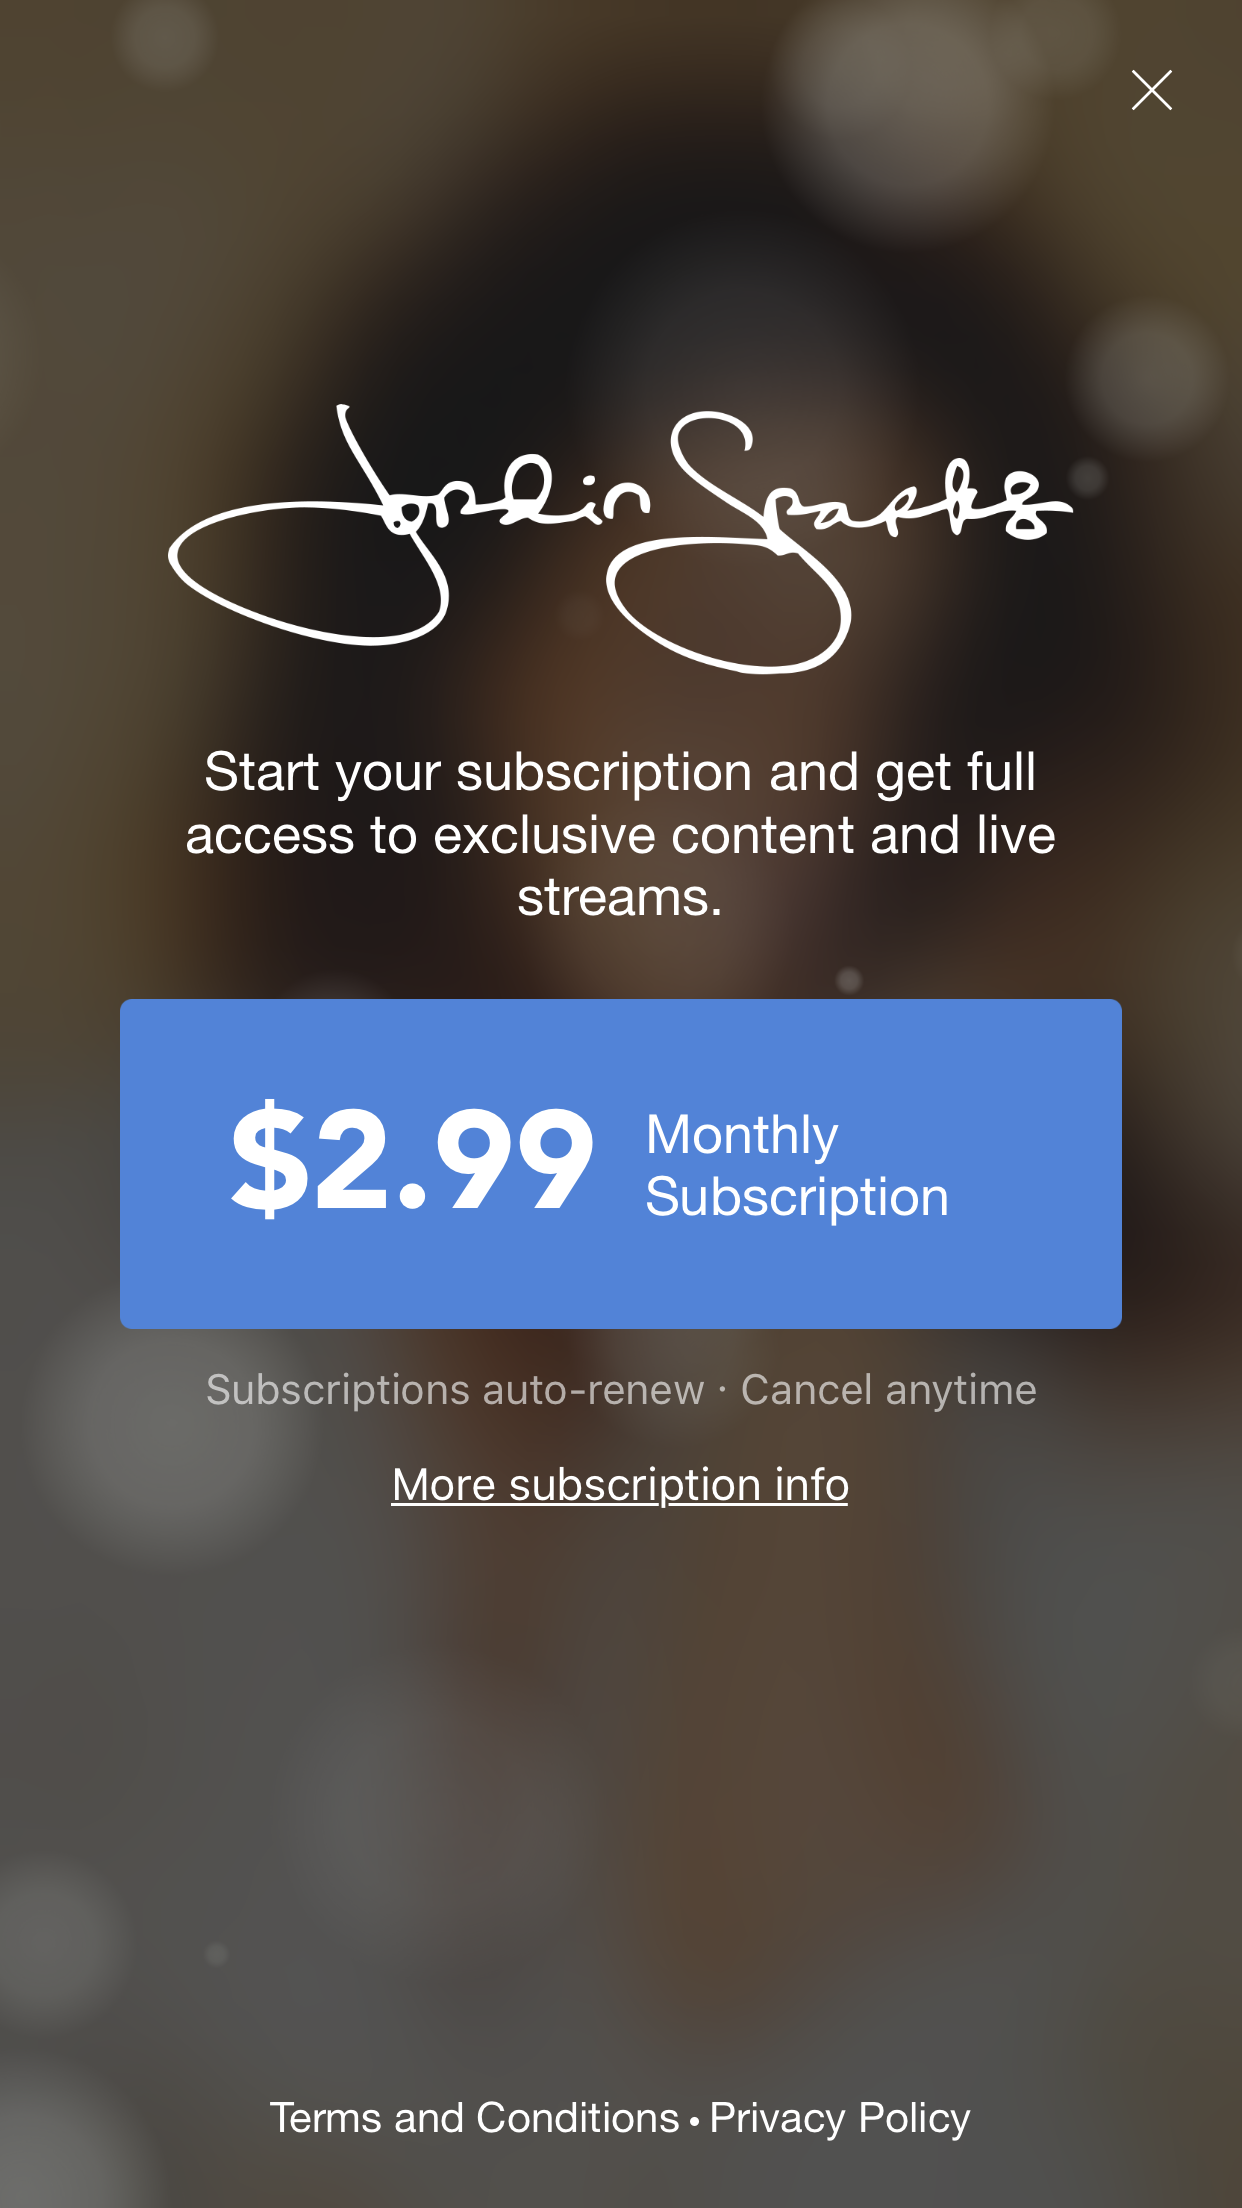 Jordin Sparks
Start your subscription and get full
access to exclusive content and live
streams.
$2.99
Monthly
Subscription
Subscriptions auto-renew · Cancel anytime
More subscription info
Terms and Conditions • Privacy Policy